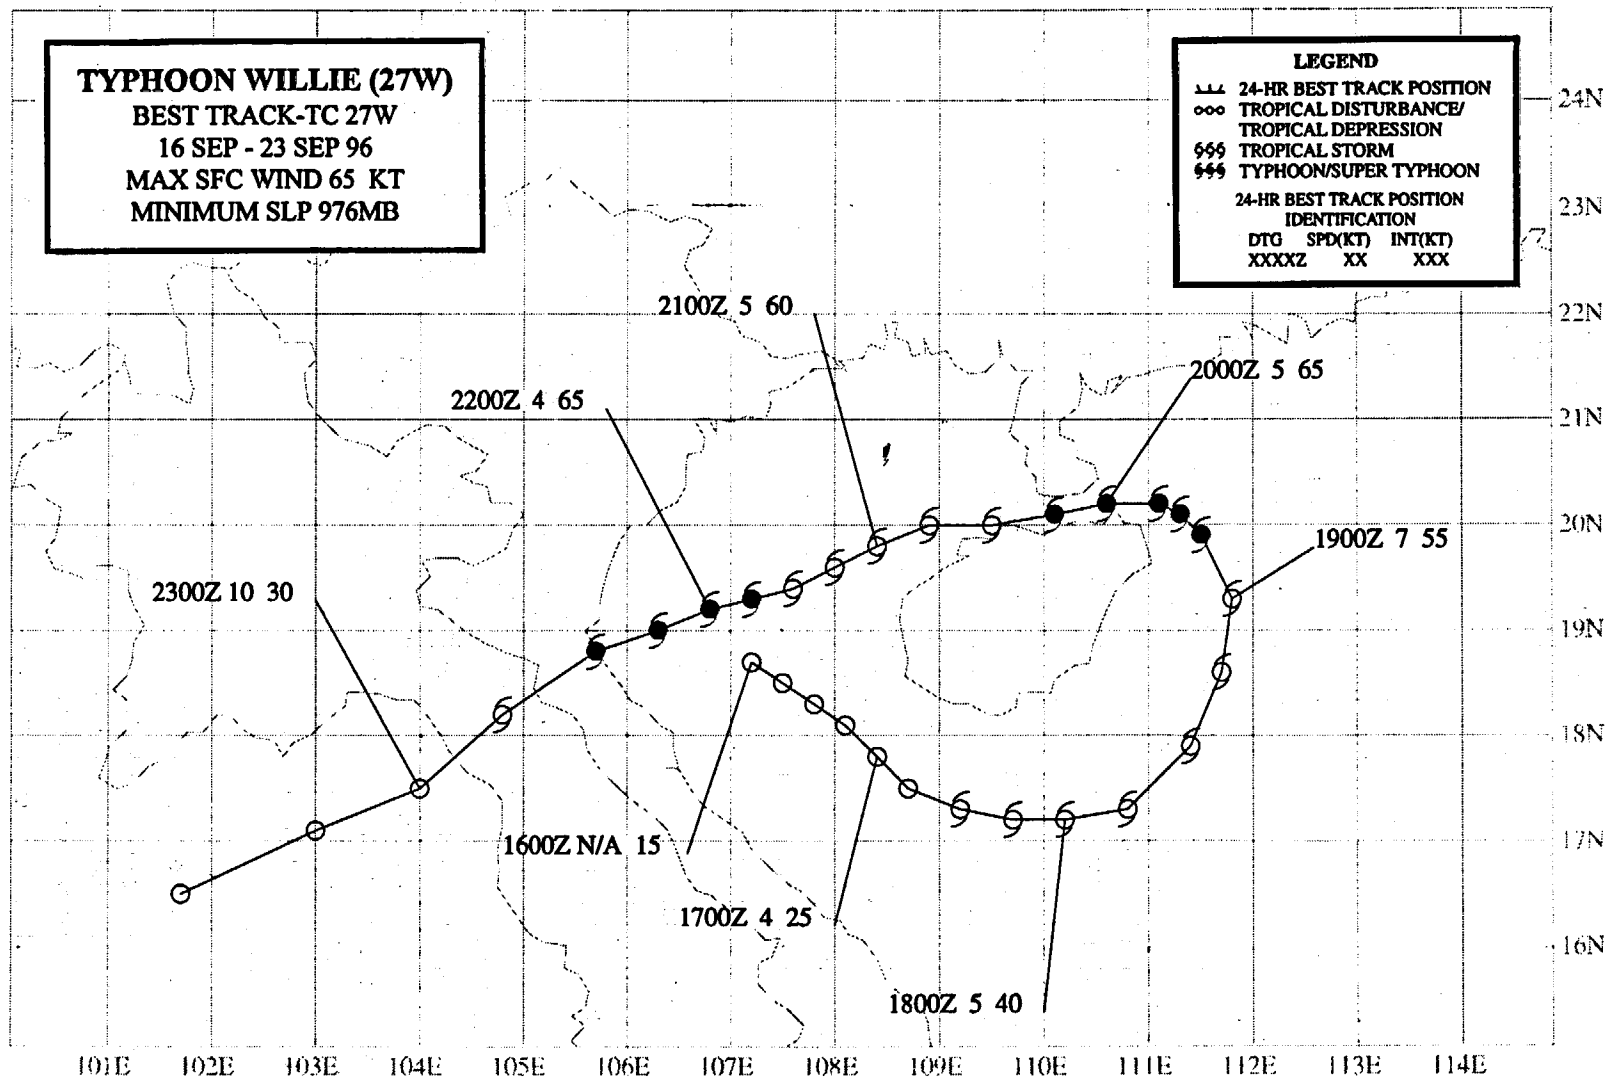 TYPHOON WILLIE (27W)
BEST TRACK-TC 27W
16 SEP - 23 SEP 96
MAX SFC WIND 65 KT
MINIMUM SLP 976MB
LEGEND
24-HR BEST TRACK POSITION
TROPICAL DISTURBANCE/
TROPICAL DEPRESSION
TROPICAL STORM
TYPHOON/SUPER TYPHOON
24-HR BEST TRACK POSITION
IDENTIFICATION
DTG SPD(KT) INT(KT)
XXXXZ XX XXX
24N
23N
2100Z 5 60
22N
2000Z 5 65
2200Z 4 65
21N
20N
1900Z 7 55
2300Z 10 30
19N
18N
1600Z N/A 15
17N
1700Z 4 25
16N
1800Z 5 40
101E 102E 103E 104E 105E 106E 107E 108E 109E 110E 111E 112E 113E 114E